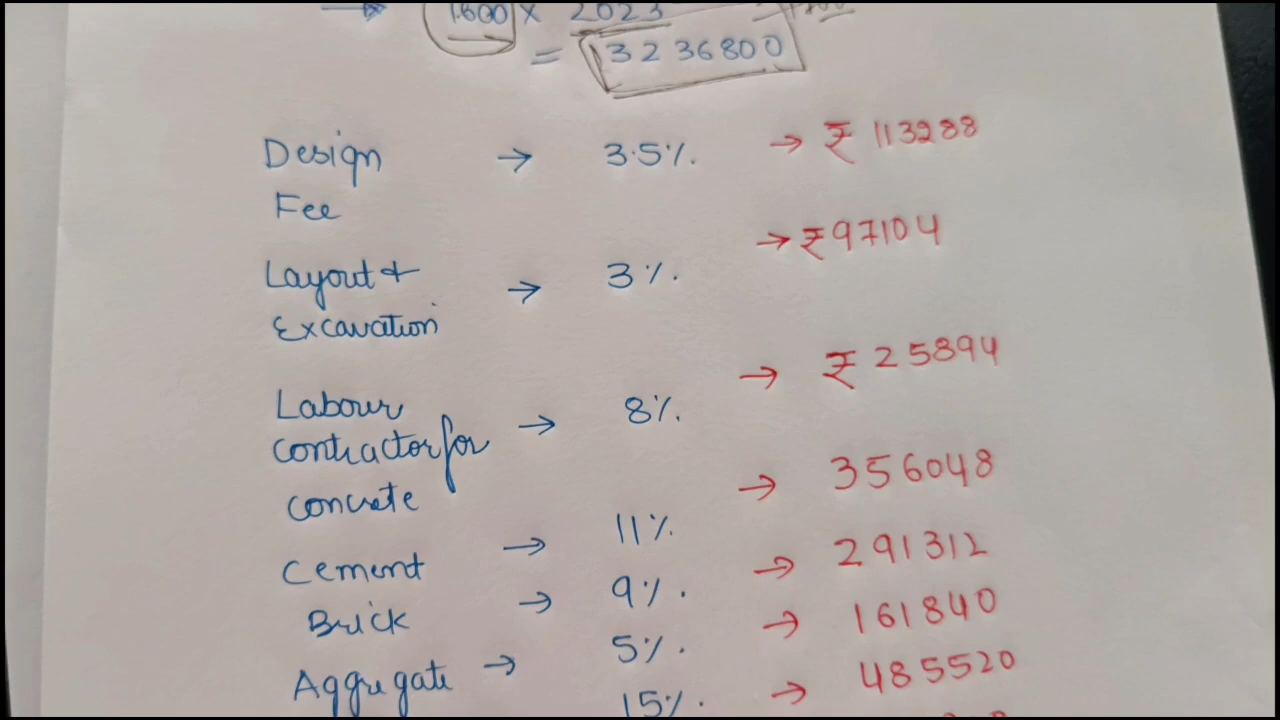 → 1600 x 2023
= 3236800
Design → 3.5%. → ₹ 113288
Fee
Layout & → 3%. → ₹97104
Excavation
Labour → 8%. → ₹ 25894
contractor for
concrete
Cement → 11% → 356048
Brick → 9%. → 291312
Aggregate → 5%. → 161840
15%. → 485520